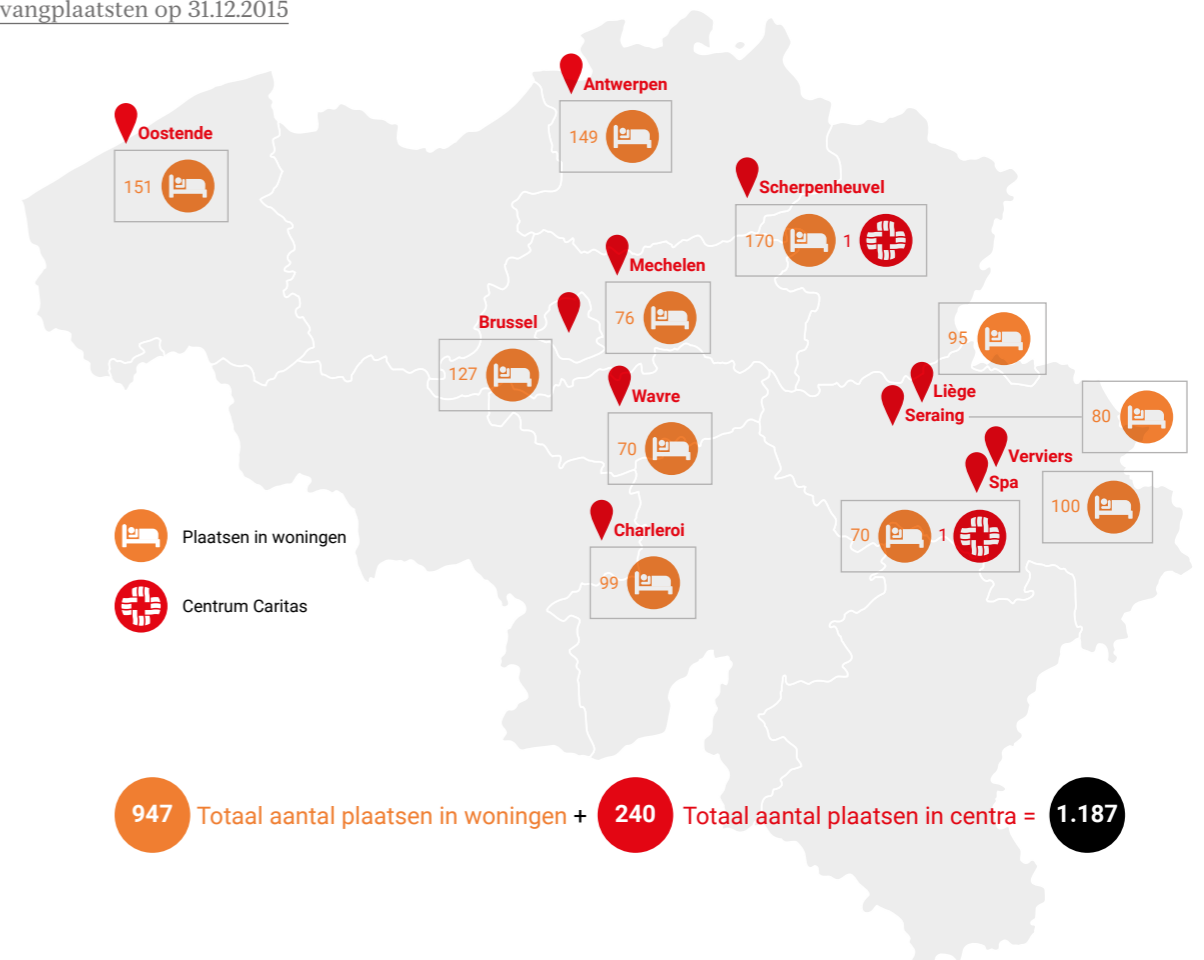 vangplaatsten op 31.12.2015
Antwerpen
149
Oostende
151
Scherpenheuvel
170 1
Mechelen
76
Brussel
127
95
Liège
Seraing
80
Wavre
70
Verviers
Spa
100
70 1
Charleroi
99
Plaatsen in woningen
Centrum Caritas
947 Totaal aantal plaatsen in woningen + 240 Totaal aantal plaatsen in centra = 1.187